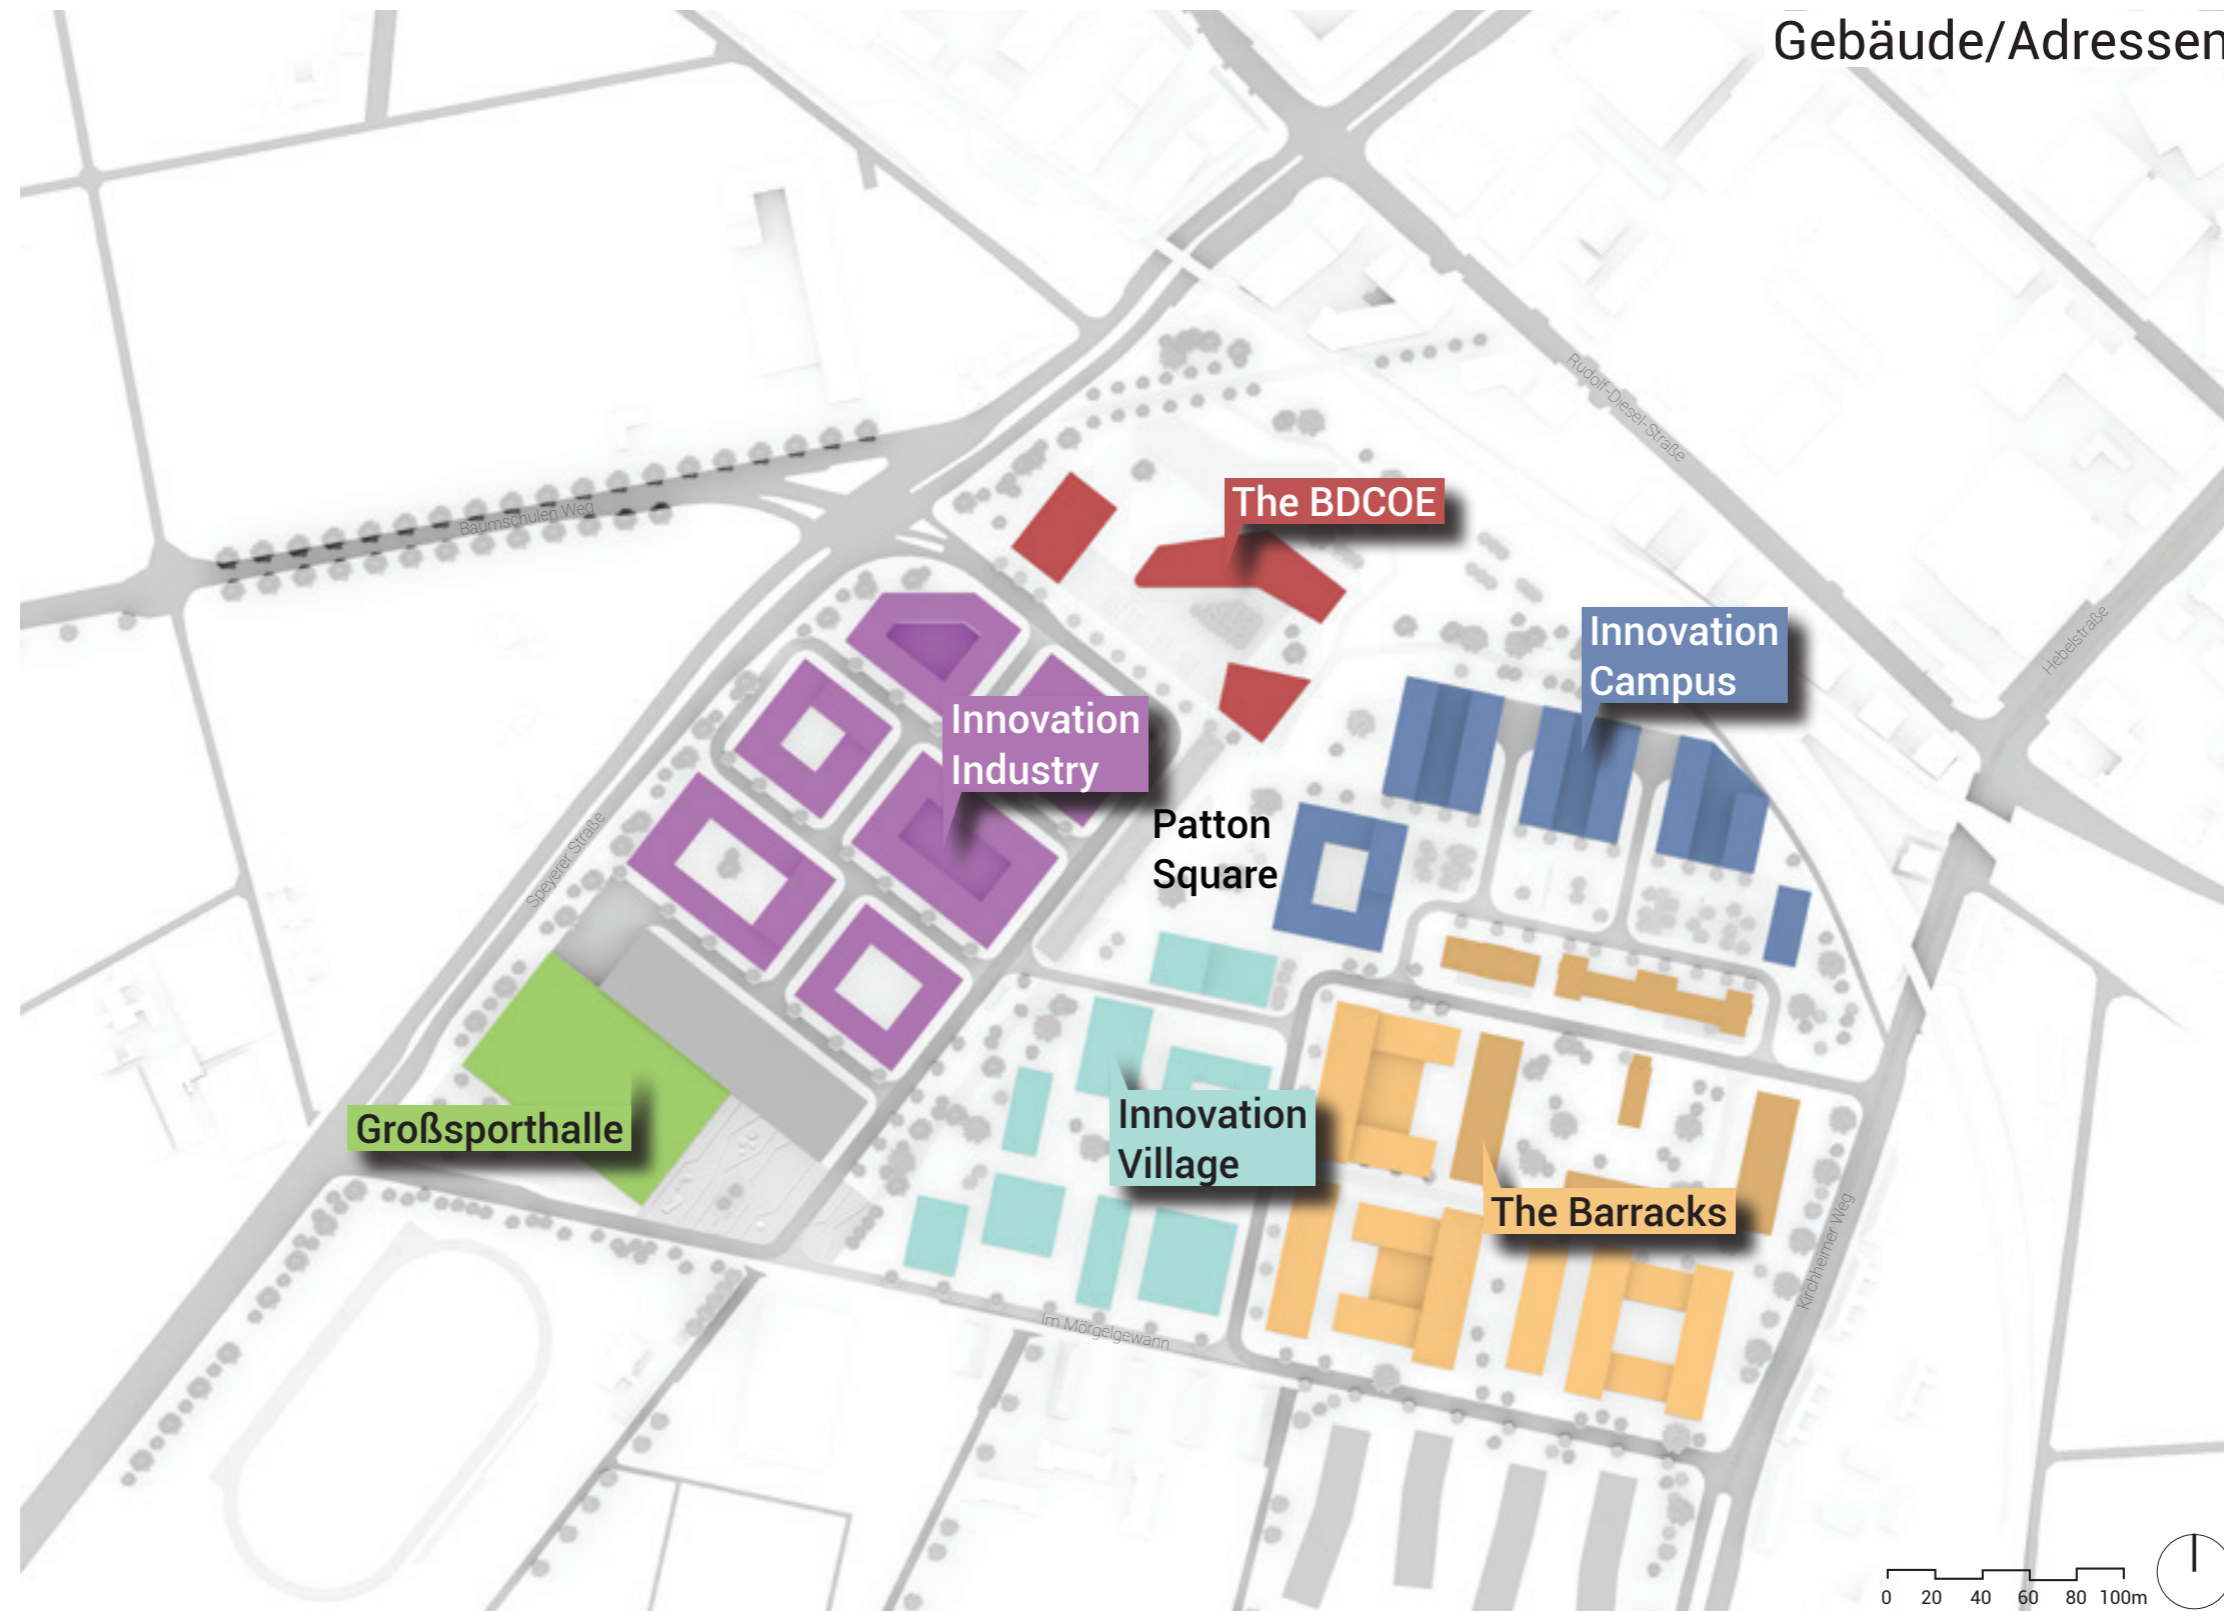 Gebäude/Adressen
Rudolf-Diesel-Straße
The BDCOE
Baumschulen Weg
Innovation
Campus
Hebelstraße
Innovation
Industry
Patton
Square
Speyerer Straße
Großsporthalle
Innovation
Village
The Barracks
Kirchheimer Weg
Im Mörgelgewann
0 20 40 60 80 100m